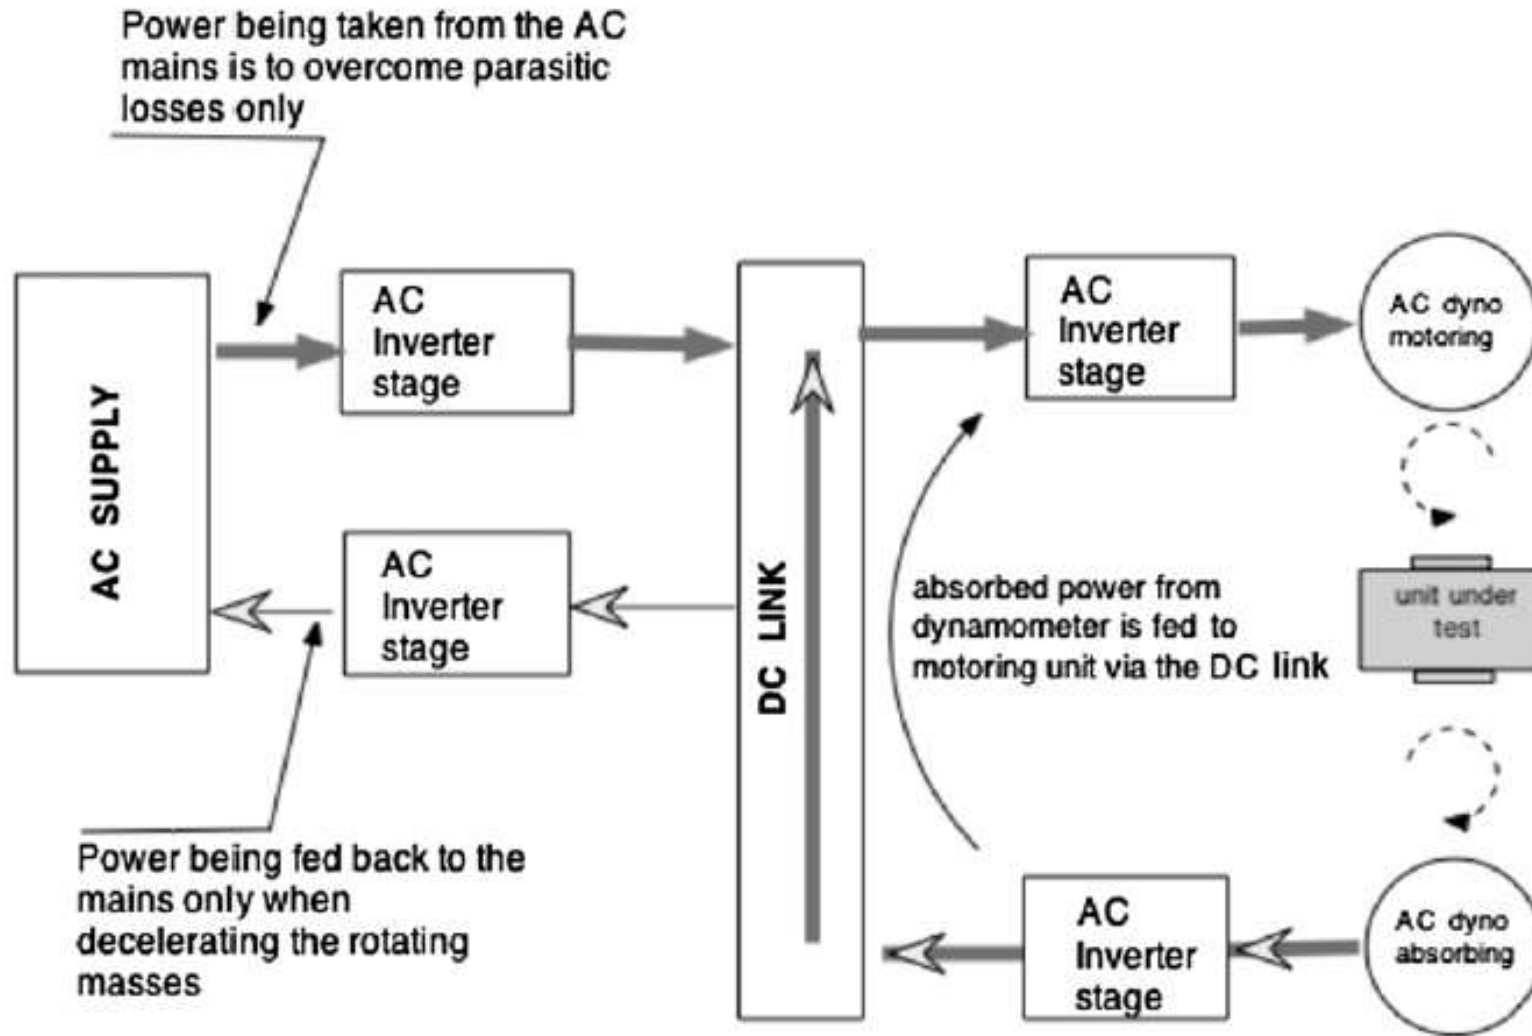 Power being taken from the AC
mains is to overcome parasitic
losses only
AC SUPPLY
AC
Inverter
stage
AC
Inverter
stage
DC LINK
AC
Inverter
stage
AC dyno
motoring
absorbed power from
dynamometer is fed to
motoring unit via the DC link
unit under
test
Power being fed back to the
mains only when
decelerating the rotating
masses
AC
Inverter
stage
AC dyno
absorbing